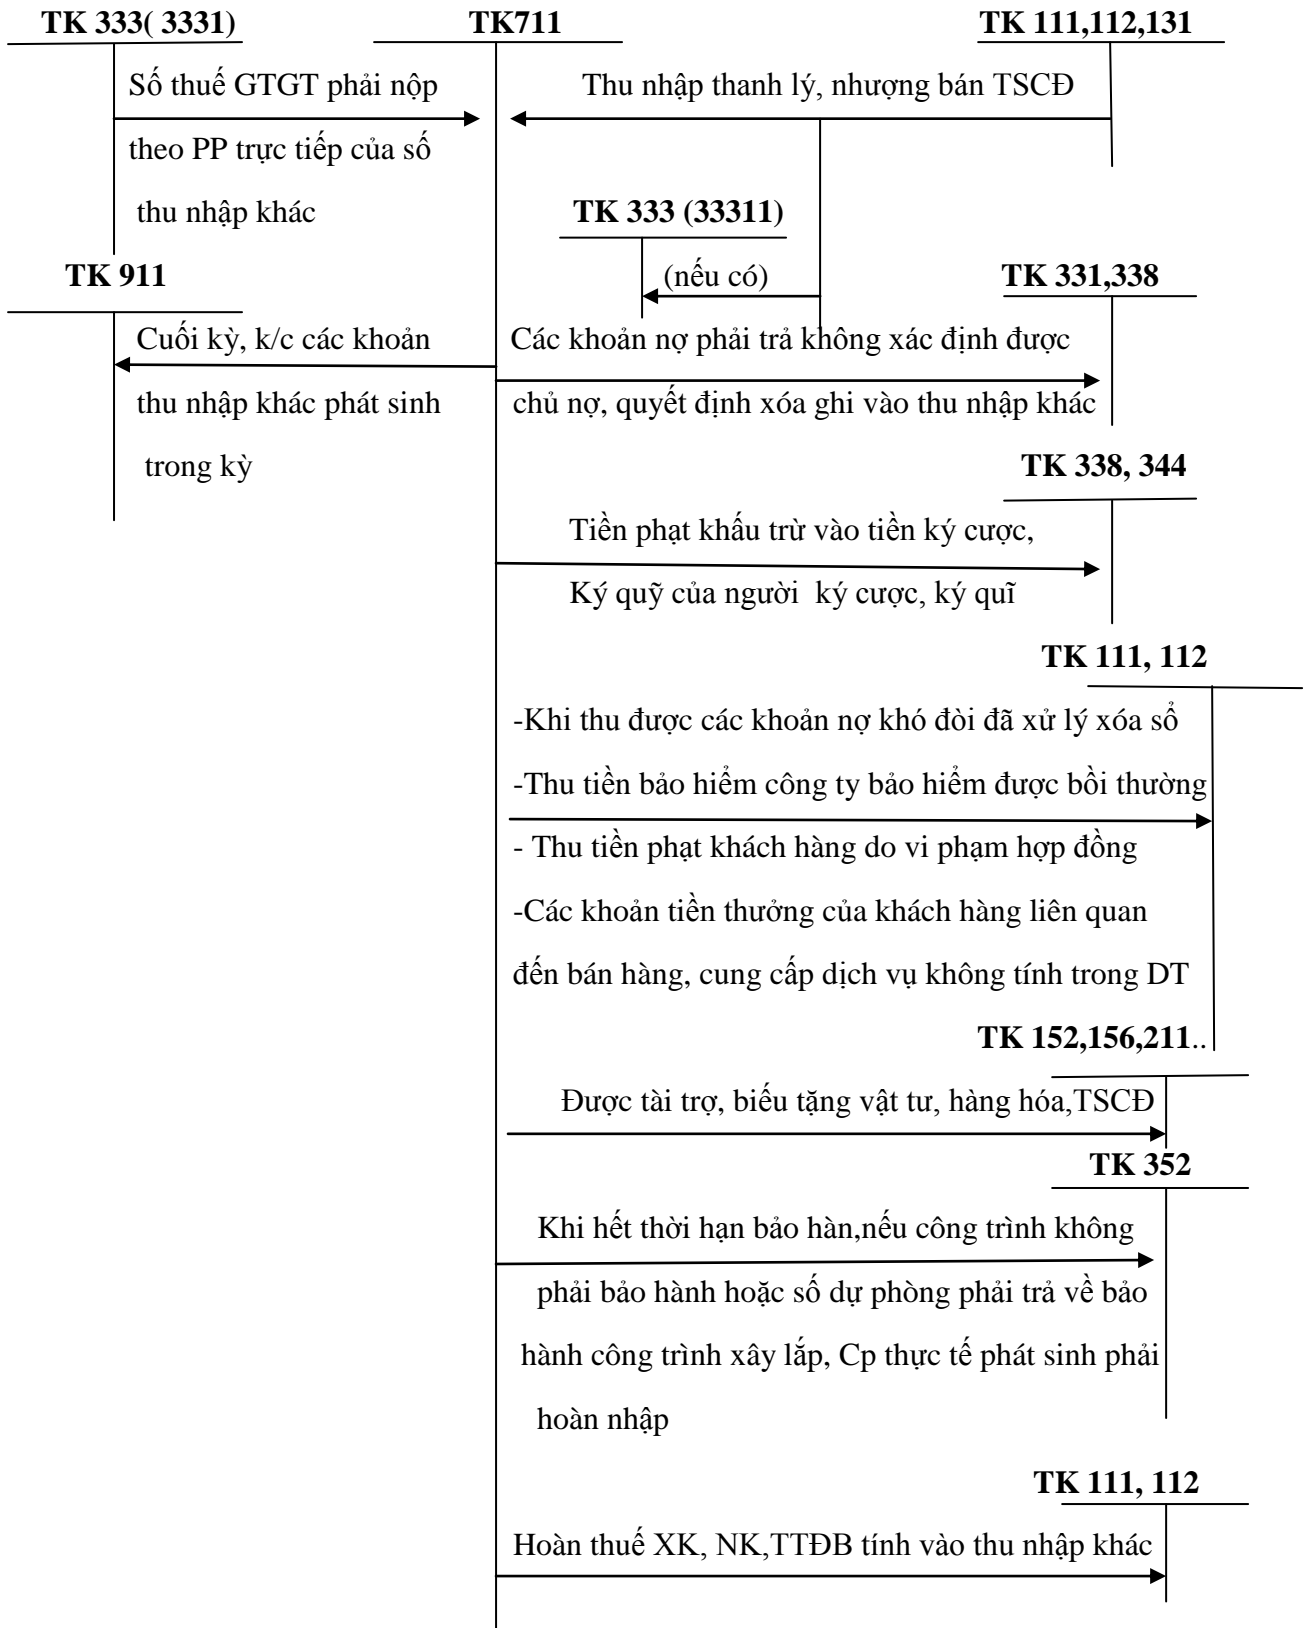 TK 333( 3331)
TK711
TK 111,112,131
Số thuế GTGT phải nộp
theo PP trực tiếp của số
thu nhập khác
Thu nhập thanh lý, nhượng bán TSCĐ
TK 333 (33311)
(nếu có)
TK 911
Cuối kỳ, k/c các khoản
thu nhập khác phát sinh
trong kỳ
TK 331,338
Các khoản nợ phải trả không xác định được
chủ nợ, quyết định xóa ghi vào thu nhập khác
TK 338, 344
Tiền phạt khấu trừ vào tiền ký cược,
Ký quỹ của người ký cược, ký quĩ
TK 111, 112
-Khi thu được các khoản nợ khó đòi đã xử lý xóa sổ
-Thu tiền bảo hiểm công ty bảo hiểm được bồi thường
- Thu tiền phạt khách hàng do vi phạm hợp đồng
-Các khoản tiền thưởng của khách hàng liên quan
đến bán hàng, cung cấp dịch vụ không tính trong DT
TK 152,156,211..
Được tài trợ, biếu tặng vật tư, hàng hóa,TSCĐ
TK 352
Khi hết thời hạn bảo hàn,nếu công trình không
phải bảo hành hoặc số dự phòng phải trả về bảo
hành công trình xây lắp, Cp thực tế phát sinh phải
hoàn nhập
TK 111, 112
Hoàn thuế XK, NK,TTĐB tính vào thu nhập khác